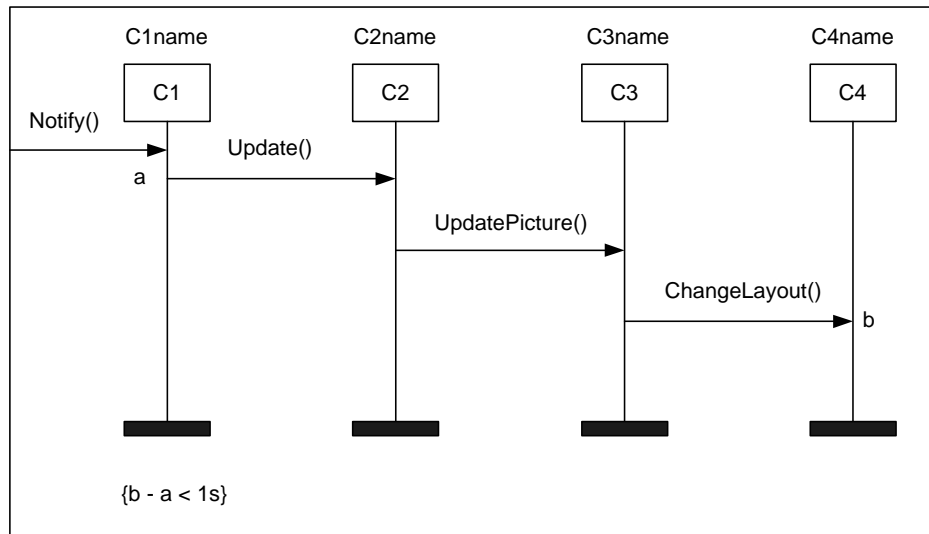 C1name
C2name
C3name
C4name
C1
C2
C3
C4
Notify()
Update()
a
UpdatePicture()
ChangeLayout()
b
{b - a < 1s}